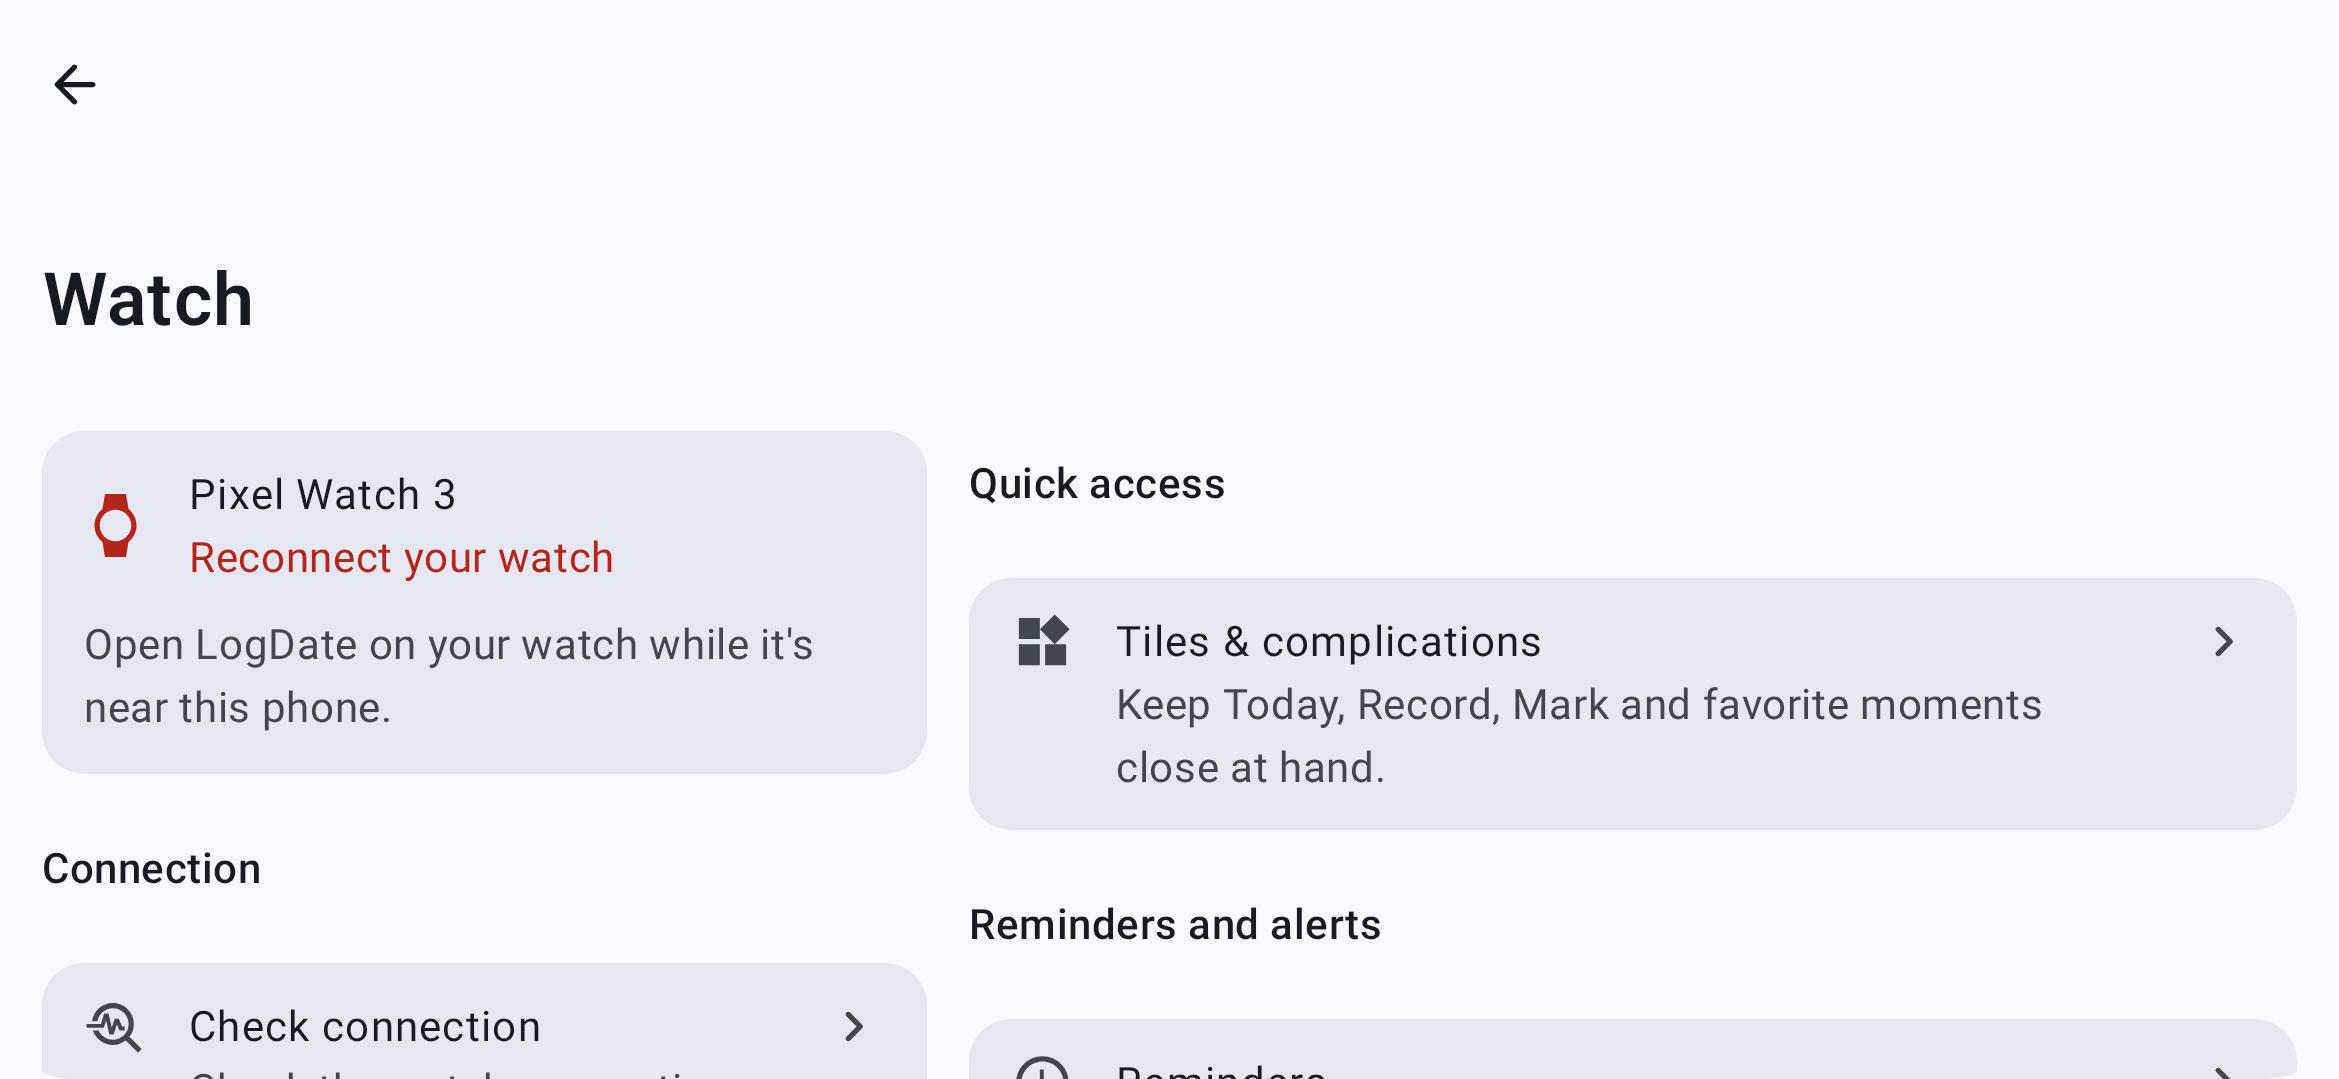 Watch
Pixel Watch 3
Reconnect your watch
Open LogDate on your watch while it's
near this phone.
Connection
Check connection
Quick access
Tiles & complications
Keep Today, Record, Mark and favorite moments
close at hand.
Reminders and alerts
Reminders